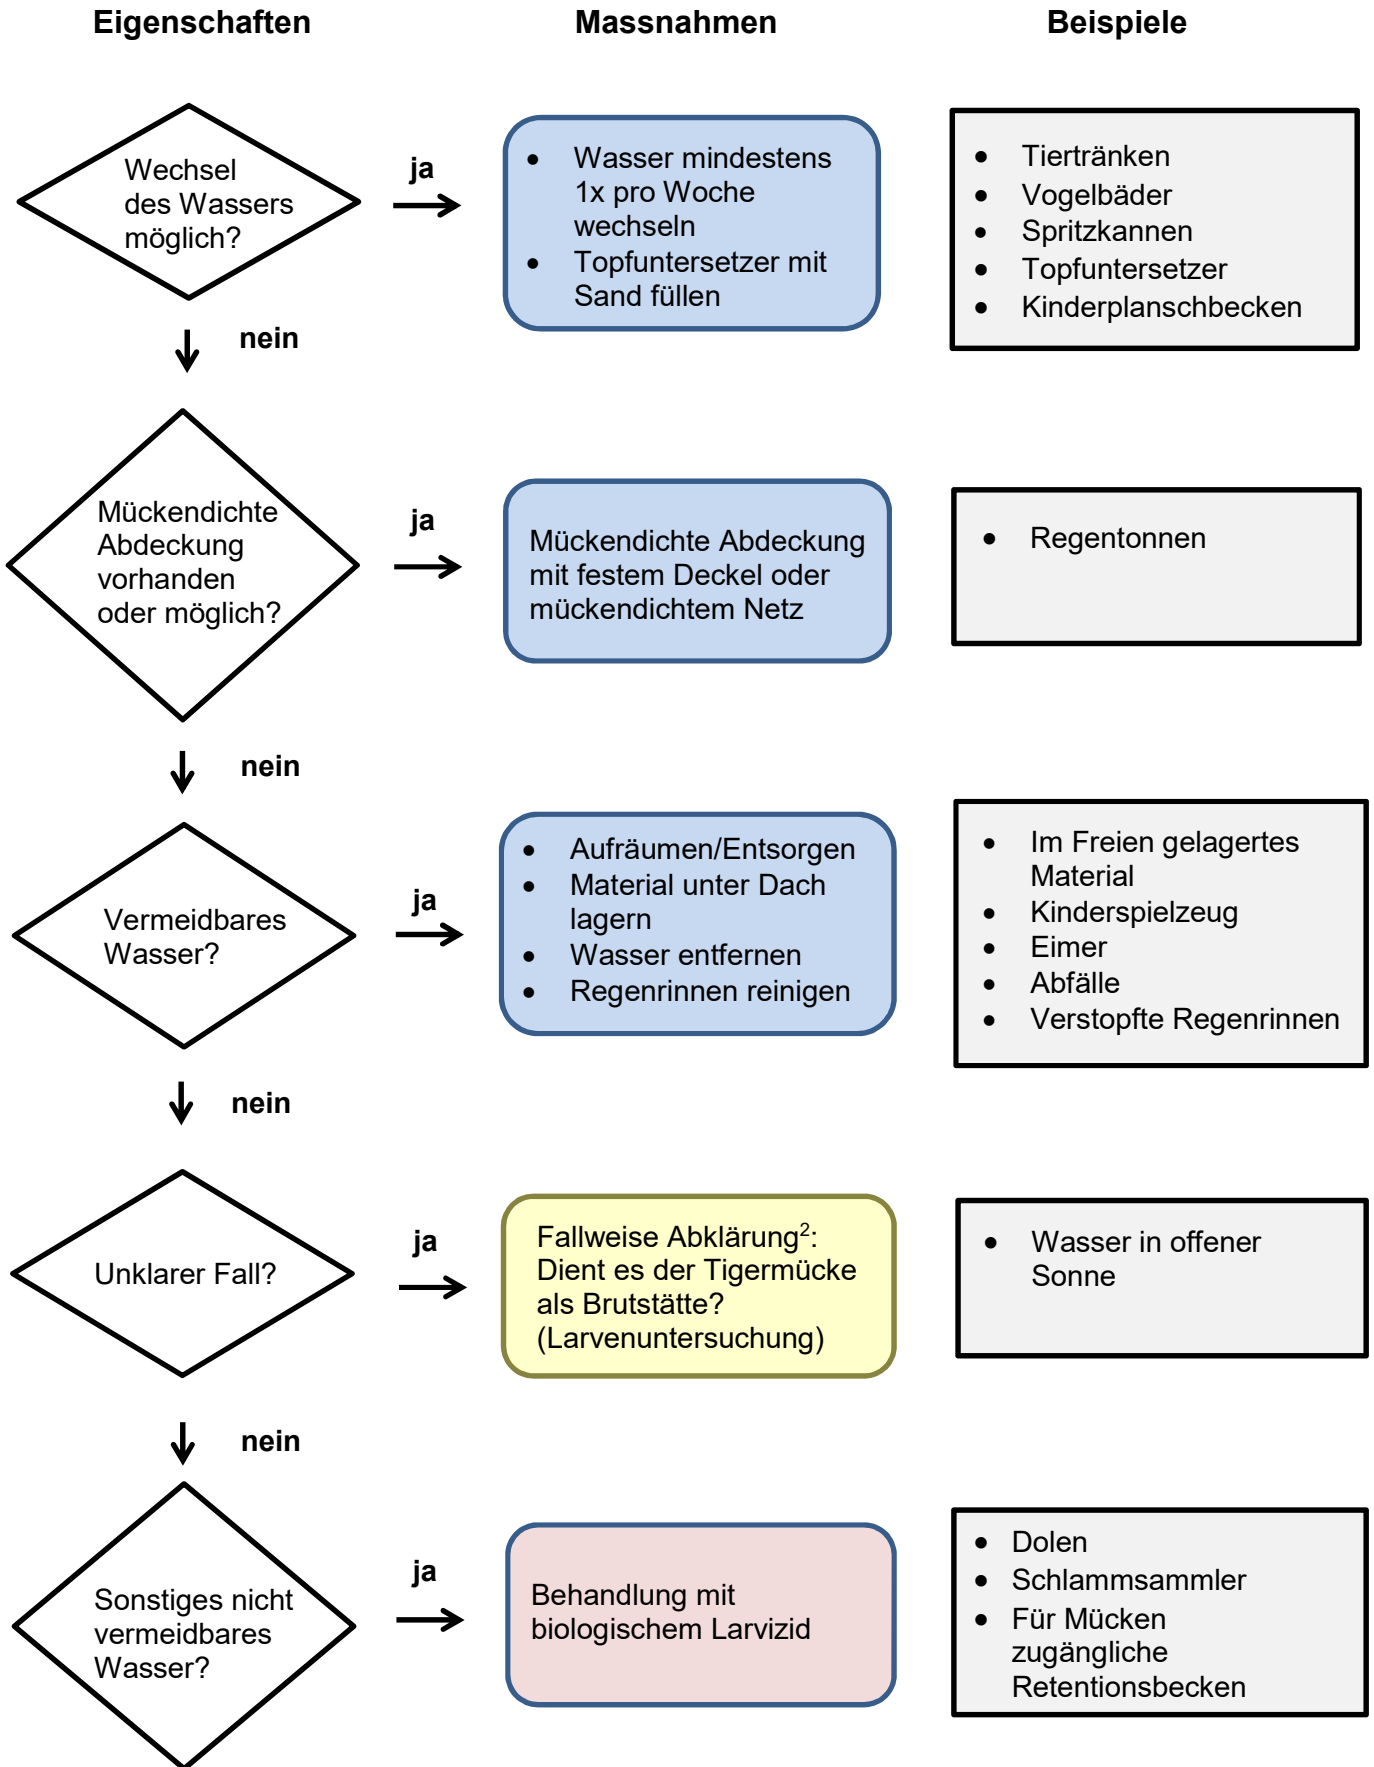 Eigenschaften Massnahmen Beispiele
Wechsel
des Wassers
möglich?
ja
• Wasser mindestens
1x pro Woche
wechseln
• Topfuntersetzer mit
Sand füllen
• Tiertränken
• Vogelbäder
• Spritzkannen
• Topfuntersetzer
• Kinderplanschbecken
nein
Mückendichte
Abdeckung
vorhanden
oder möglich?
ja
Mückendichte Abdeckung
mit festem Deckel oder
mückendichtem Netz
• Regentonnen
nein
Vermeidbares
Wasser?
ja
• Aufräumen/Entsorgen
• Material unter Dach
lagern
• Wasser entfernen
• Regenrinnen reinigen
• Im Freien gelagertes
Material
• Kinderspielzeug
• Eimer
• Abfälle
• Verstopfte Regenrinnen
nein
Unklarer Fall?
ja
Fallweise Abklärung²:
Dient es der Tigermücke
als Brutstätte?
(Larvenuntersuchung)
• Wasser in offener
Sonne
nein
Sonstiges nicht
vermeidbares
Wasser?
ja
Behandlung mit
biologischem Larvizid
• Dolen
• Schlammsammler
• Für Mücken
zugängliche
Retentionsbecken